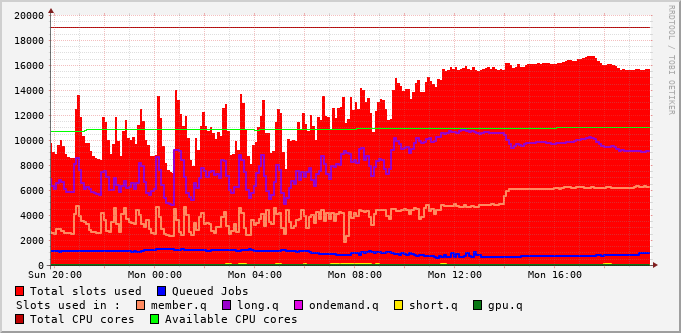 RRDTOOL / TOBI OETIKER
20000
18000
16000
14000
12000
10000
8000
6000
4000
2000
0
Sun 20:00 Mon 00:00 Mon 04:00 Mon 08:00 Mon 12:00 Mon 16:00
Total slots used Queued Jobs
Slots used in : member.q long.q ondemand.q short.q gpu.q
Total CPU cores Available CPU cores